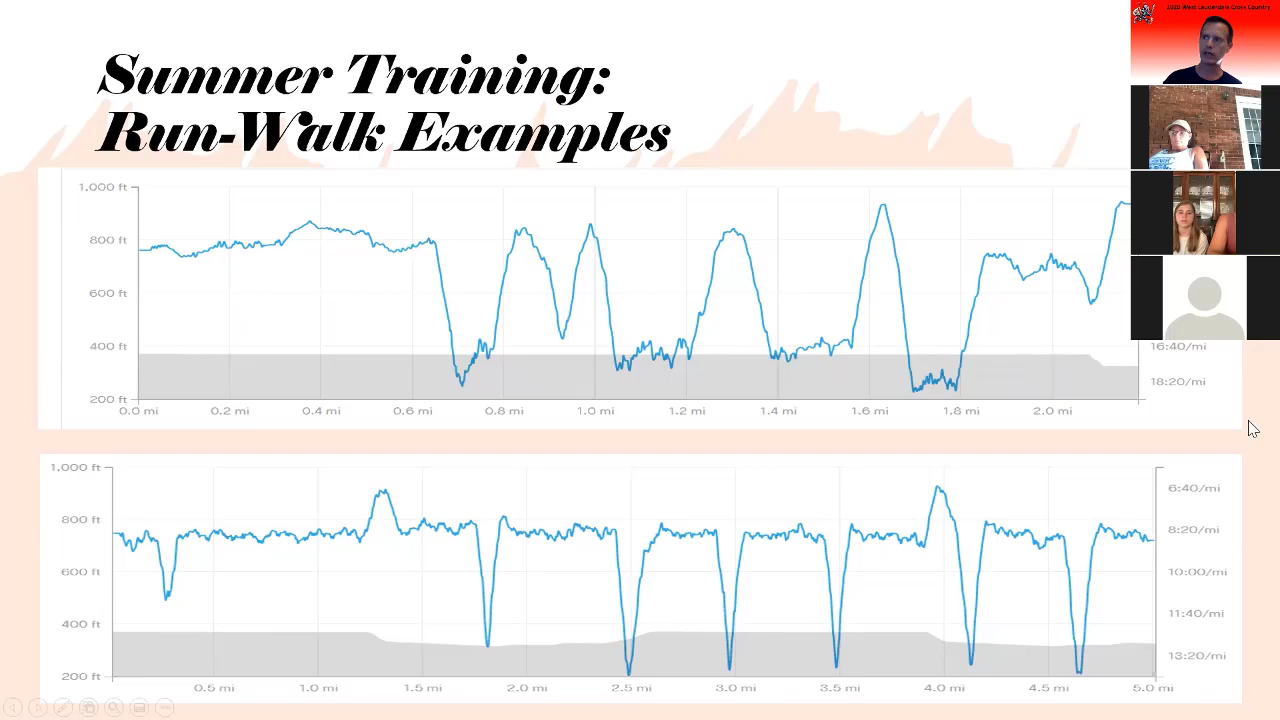 2020 West Lauderdale Cross Country
Summer Training:
Run-Walk Examples
1,000 ft
800 ft
600 ft
400 ft
200 ft
16:40/mi
18:20/mi
0.0 mi 0.2 mi 0.4 mi 0.6 mi 0.8 mi 1.0 mi 1.2 mi 1.4 mi 1.6 mi 1.8 mi 2.0 mi
1,000 ft
800 ft
600 ft
400 ft
200 ft
6:40/mi
8:20/mi
10:00/mi
11:40/mi
13:20/mi
0.5 mi 1.0 mi 1.5 mi 2.0 mi 2.5 mi 3.0 mi 3.5 mi 4.0 mi 4.5 mi 5.0 mi